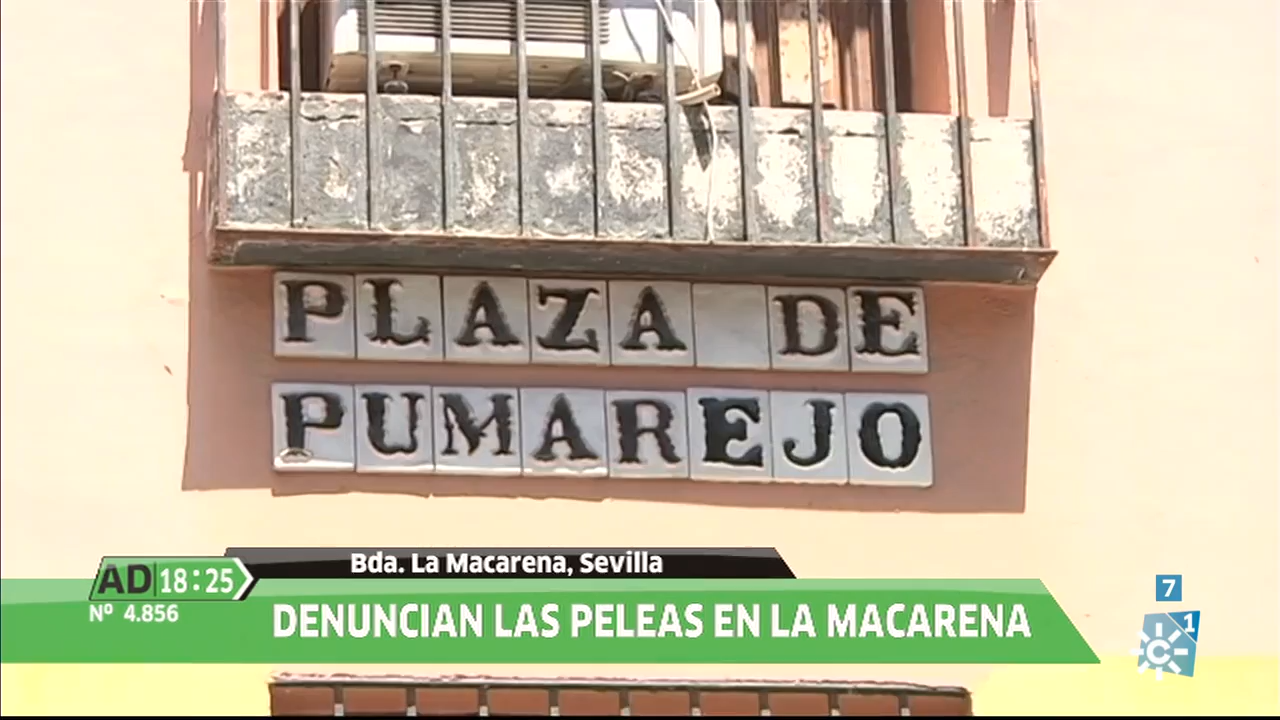 PLAZA DE
PUMAREJO
Bda. La Macarena, Sevilla
AD 18:25
Nº 4.856
DENUNCIAN LAS PELEAS EN LA MACARENA
7
1